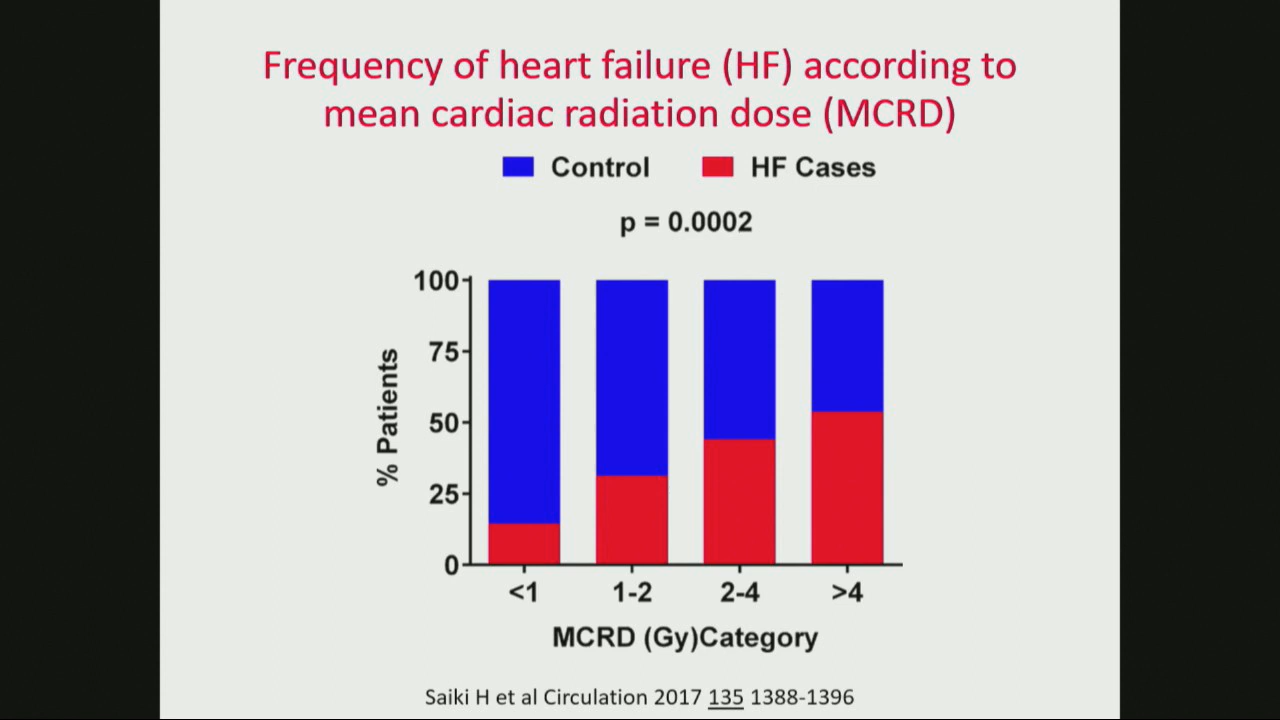 Frequency of heart failure (HF) according to
mean cardiac radiation dose (MCRD)
Control HF Cases
p = 0.0002
100
75
50
25
0
% Patients
<1 1-2 2-4 >4
MCRD (Gy)Category
Saiki H et al Circulation 2017 135 1388-1396